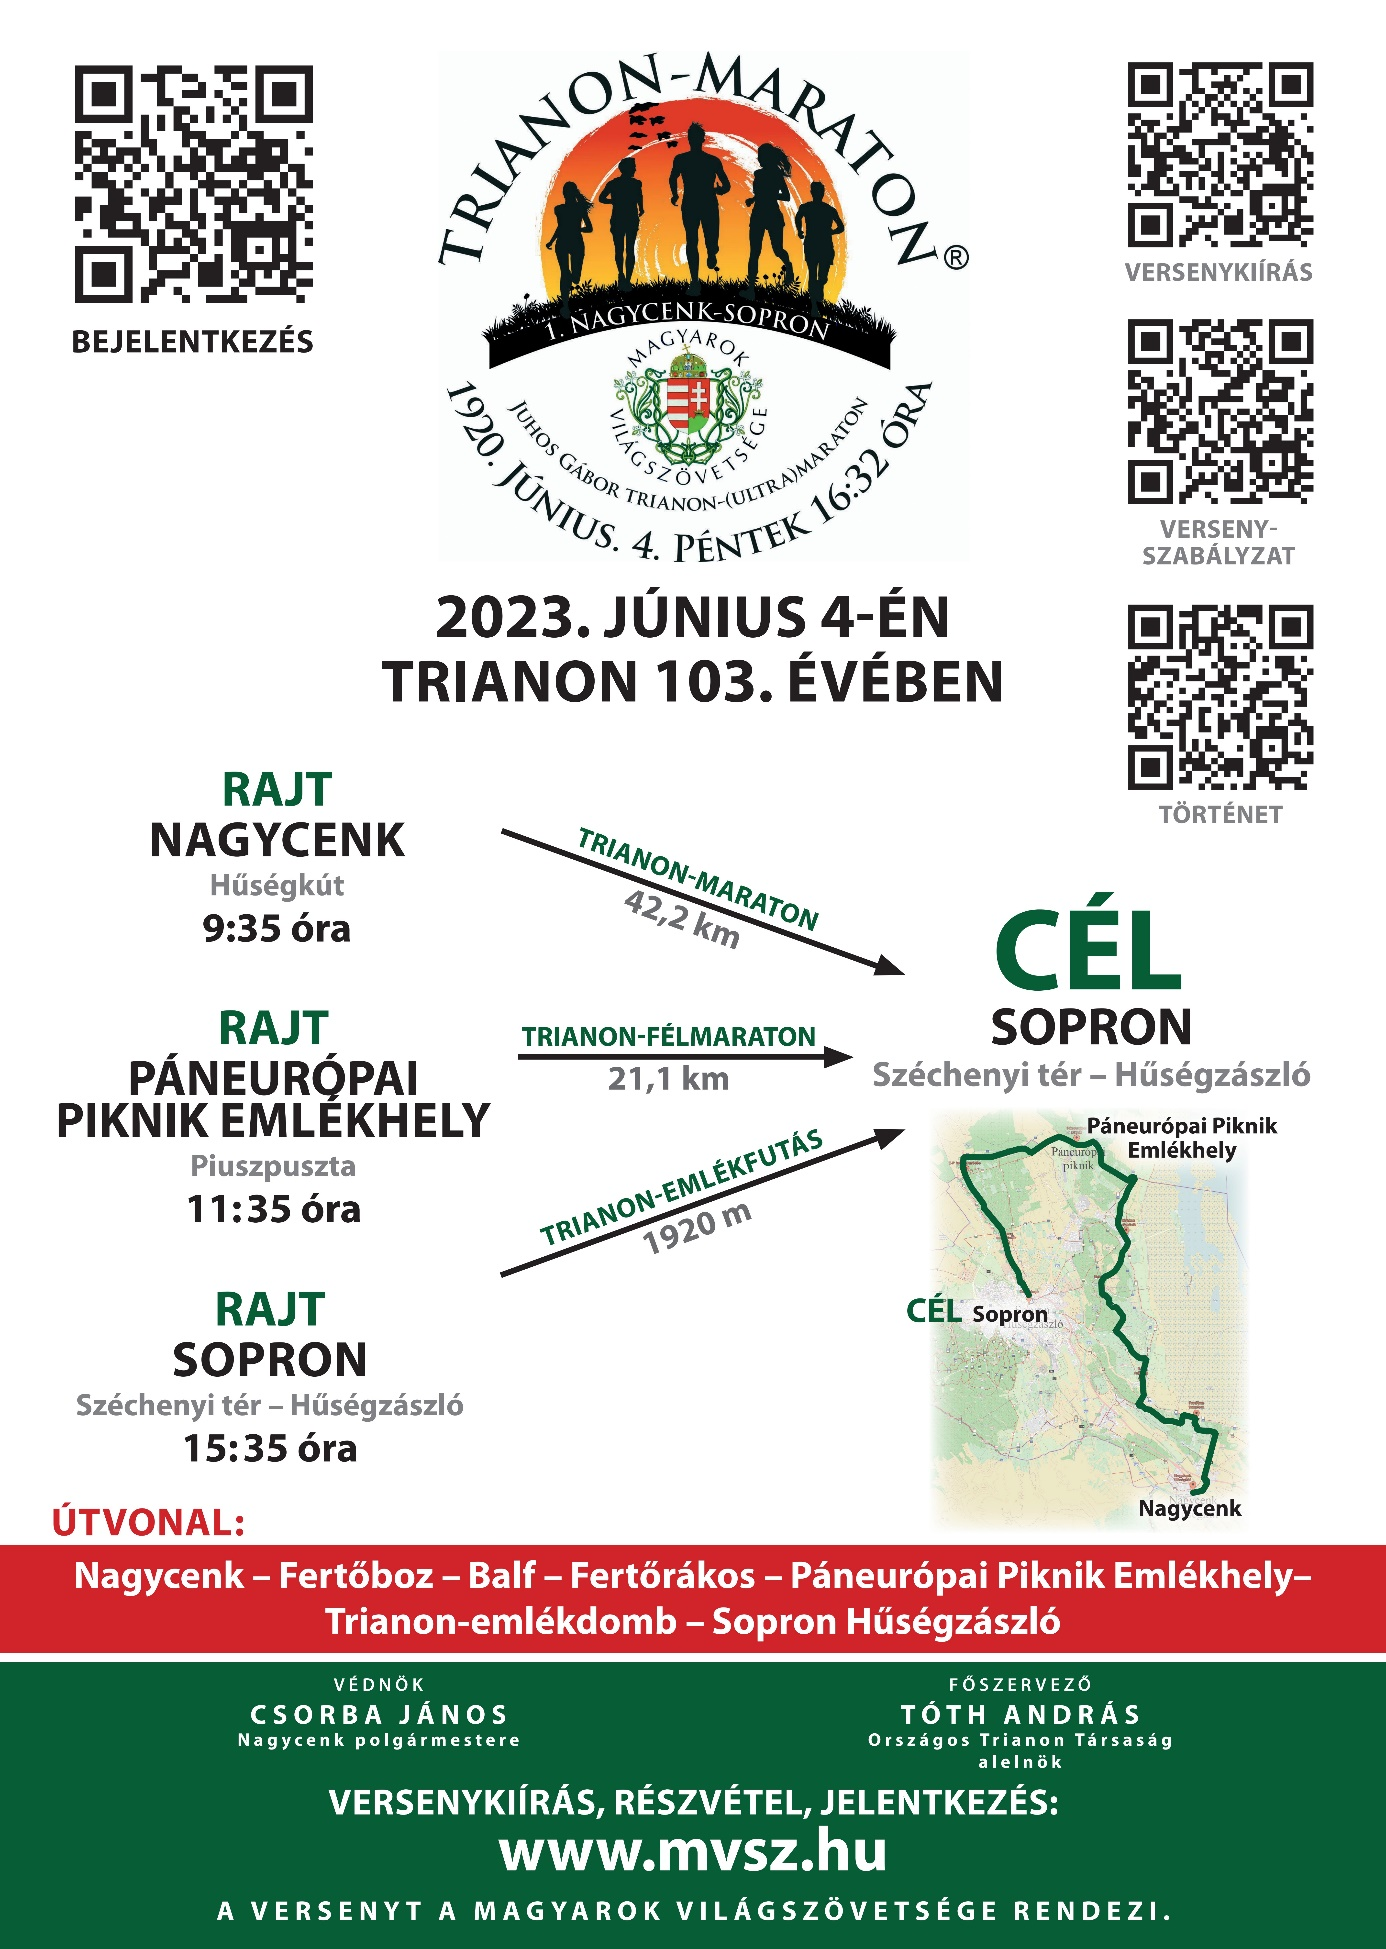 TRIANON-MARATON®
1. NAGYCENK-SOPRON
MAGYAROK
VILÁGSZÖVETSÉGE
JUHOS GÁBOR TRIANON-(ULTRA)MARATON
1920. JÚNIUS. 4. PÉNTEK 16:32 ÓRA
BEJELENTKEZÉS
VERSENYKIÍRÁS
VERSENY-
SZABÁLYZAT
TÖRTÉNET
2023. JÚNIUS 4-ÉN
TRIANON 103. ÉVÉBEN
RAJT
NAGYCENK
Hűségkút
9:35 óra
TRIANON-MARATON
42,2 km
RAJT
PÁNEURÓPAI
PIKNIK EMLÉKHELY
Piuszpuszta
11:35 óra
TRIANON-FÉLMARATON
21,1 km
RAJT
SOPRON
Széchenyi tér – Hűségzászló
15:35 óra
TRIANON-EMLÉKFUTÁS
1920 m
CÉL
SOPRON
Széchenyi tér – Hűségzászló
Páneurópai Piknik
Emlékhely
Páneuróp
piknik
CÉL Sopron
Hűségzászló
Nagycenk
ÚTVONAL:
Nagycenk – Fertőboz – Balf – Fertőrákos – Páneurópai Piknik Emlékhely–
Trianon-emlékdomb – Sopron Hűségzászló
VÉDNÖK
CSORBA JÁNOS
Nagycenk polgármestere
FŐSZERVEZŐ
TÓTH ANDRÁS
Országos Trianon Társaság
alelnök
VERSENYKIÍRÁS, RÉSZVÉTEL, JELENTKEZÉS:
www.mvsz.hu
A VERSENYT A MAGYAROK VILÁGSZÖVETSÉGE RENDEZI.